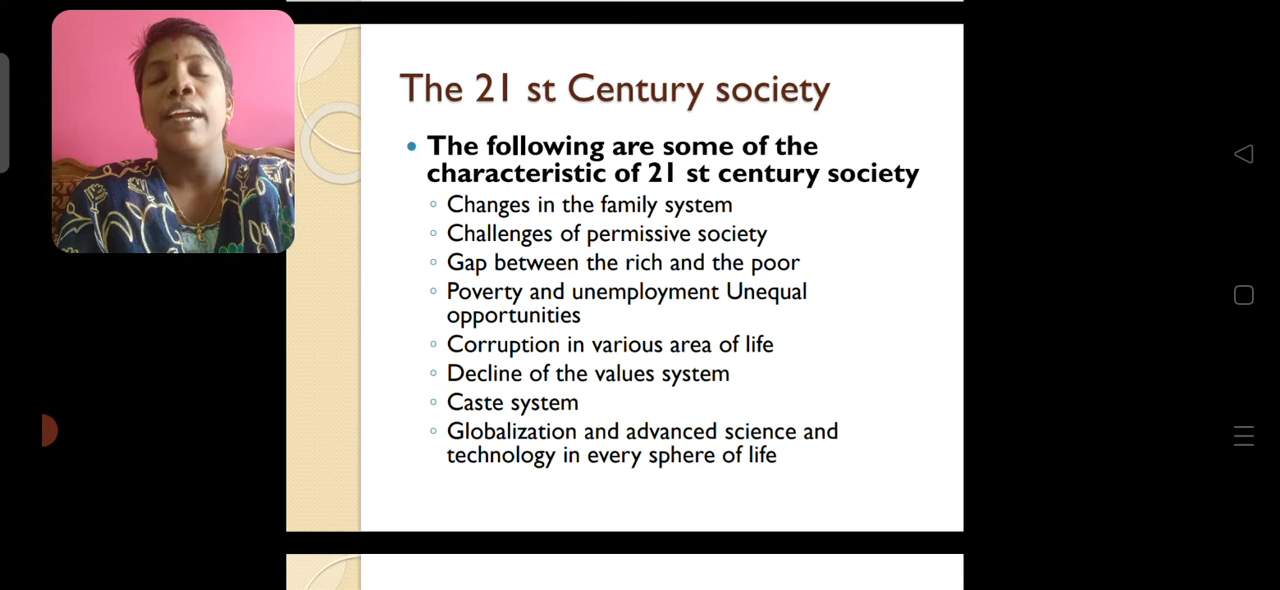 The 21 st Century society
The following are some of the
characteristic of 21 st century society
Changes in the family system
Challenges of permissive society
Gap between the rich and the poor
Poverty and unemployment Unequal
opportunities
Corruption in various area of life
Decline of the values system
Caste system
Globalization and advanced science and
technology in every sphere of life